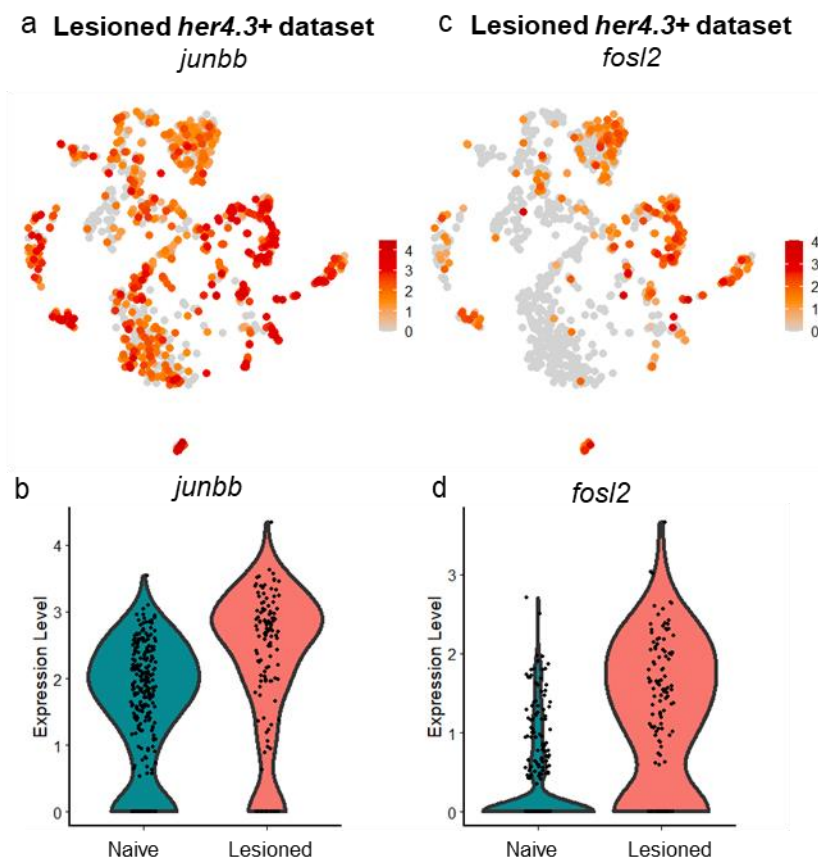 a Lesioned her4.3+ dataset
junbb
c Lesioned her4.3+ dataset
fosl2
4
3
2
1
0
4
3
2
1
0
b junbb
Expression Level
4
3
2
1
0
Naive Lesioned
d fosl2
Expression Level
3
2
1
0
Naive Lesioned